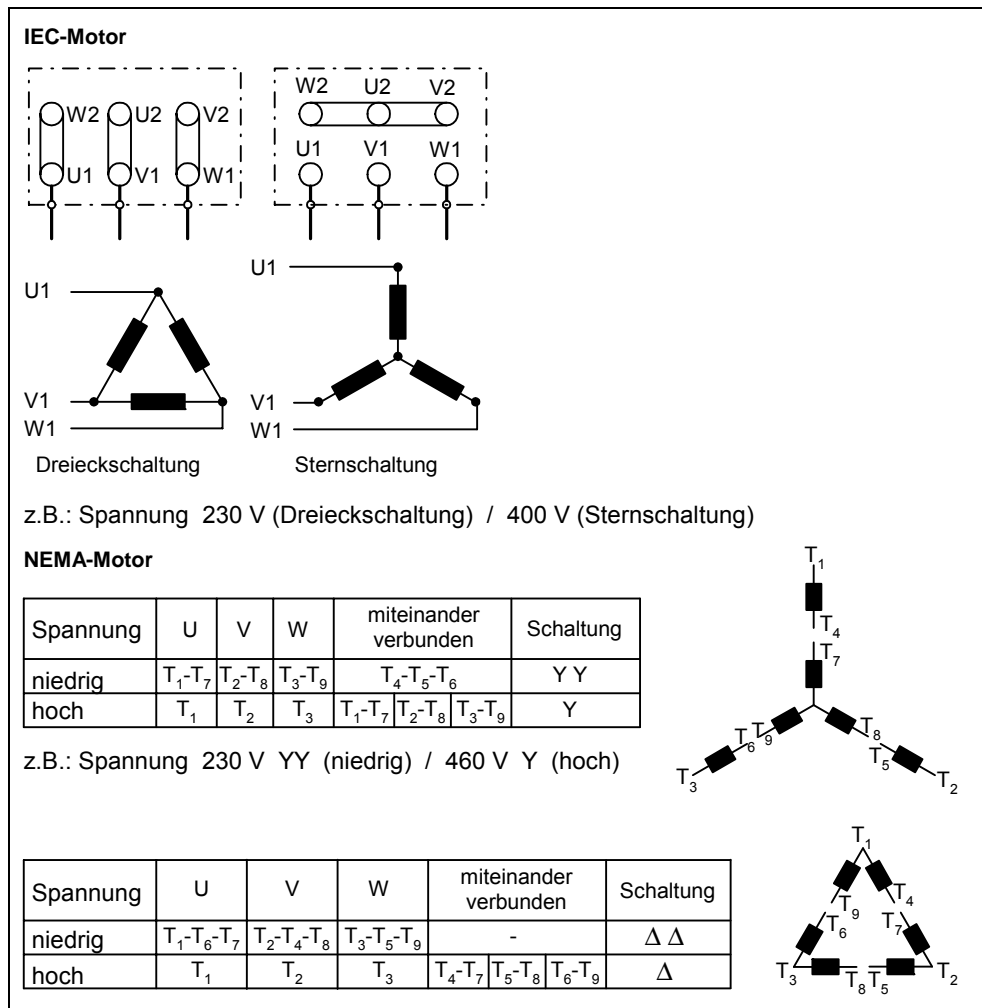 IEC-Motor
W2 U2 V2
U1 V1 W1
W2 U2 V2
U1 V1 W1
U1
V1
W1
Dreieckschaltung
U1
V1
W1
Sternschaltung
z.B.: Spannung 230 V (Dreieckschaltung) / 400 V (Sternschaltung)
NEMA-Motor
Spannung U V W miteinander verbunden Schaltung
niedrig T₁-T₇ T₂-T₈ T₃-T₉ T₄-T₅-T₆ Y Y
hoch T₁ T₂ T₃ T₁-T₇ T₂-T₈ T₃-T₉ Y
z.B.: Spannung 230 V YY (niedrig) / 460 V Y (hoch)
T₁
T₄
T₇
T₆ T₉ T₈
T₅
T₃ T₂
Spannung U V W miteinander verbunden Schaltung
niedrig T₁-T₆-T₇ T₂-T₄-T₈ T₃-T₅-T₉ - Δ Δ
hoch T₁ T₂ T₃ T₄-T₇ T₅-T₈ T₆-T₉ Δ
T₁
T₉ T₄
T₆ T₇
T₃ T₈ T₅ T₂